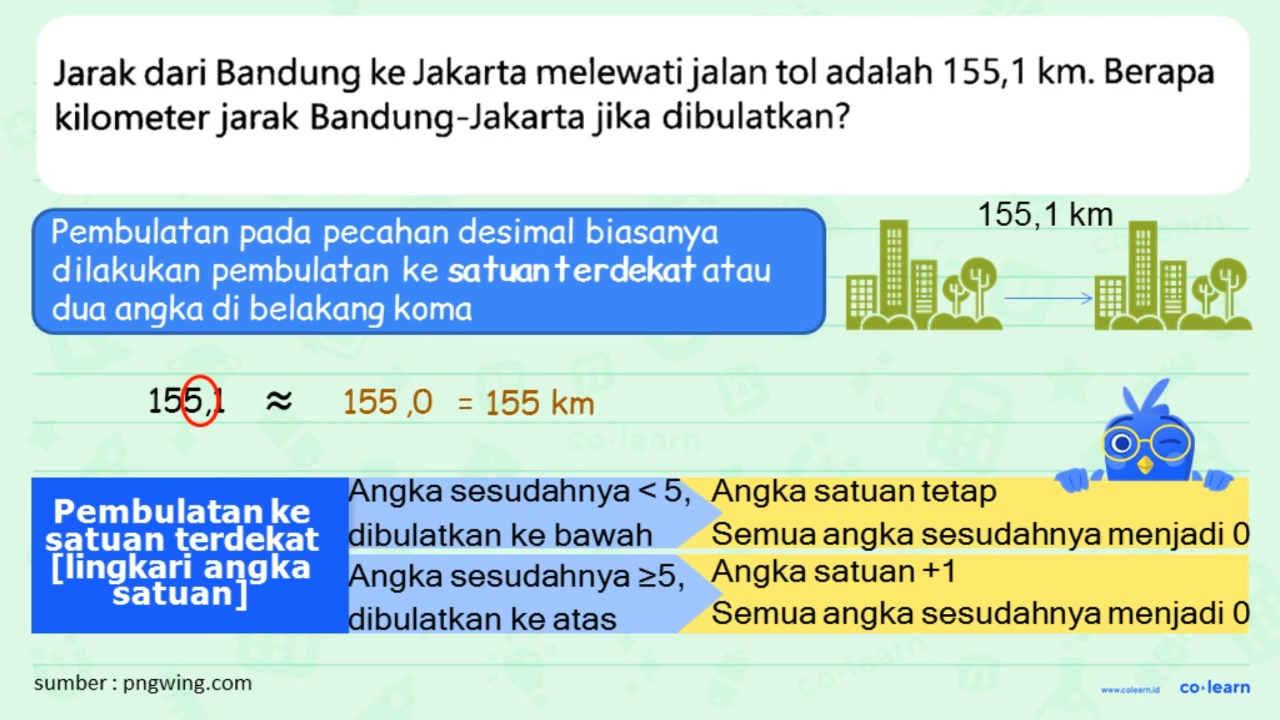 Jarak dari Bandung ke Jakarta melewati jalan tol adalah 155,1 km. Berapa
kilometer jarak Bandung-Jakarta jika dibulatkan?
Pembulatan pada pecahan desimal biasanya
dilakukan pembulatan ke satuan terdekat atau
dua angka di belakang koma
155,1 km
155,1 ≈ 155 ,0 = 155 km
co·learn
Pembulatan ke
satuan terdekat
[lingkari angka
satuan]
Angka sesudahnya < 5,
dibulatkan ke bawah
Angka satuan tetap
Semua angka sesudahnya menjadi 0
Angka sesudahnya ≥5,
dibulatkan ke atas
Angka satuan +1
Semua angka sesudahnya menjadi 0
sumber : pngwing.com
www.colearn.id
co·learn